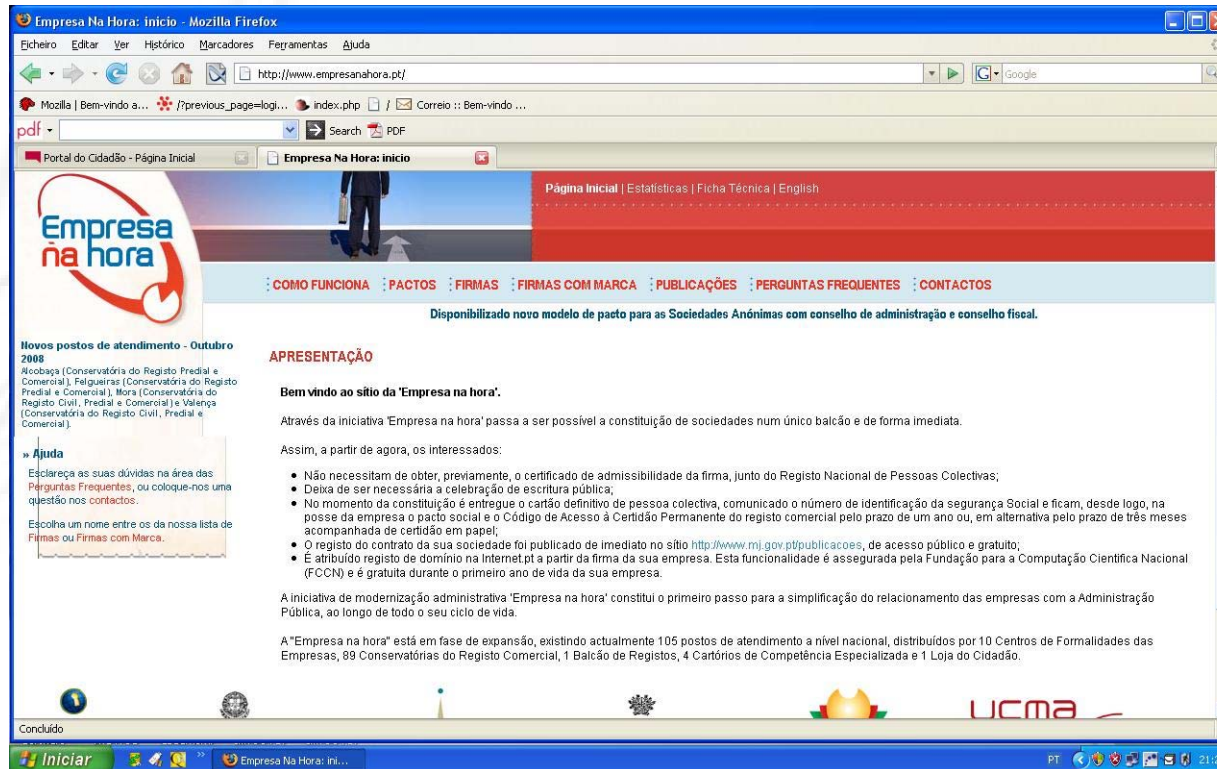 Empresa Na Hora: inicio - Mozilla Firefox
Ficheiro Editar Ver Histórico Marcadores Ferramentas Ajuda
http://www.empresanahora.pt/
Google
Mozilla | Bem-vindo a... /?previous_page=logi... index.php / Correio :: Bem-vindo ...
pdf Search PDF
Portal do Cidadão - Página Inicial Empresa Na Hora: inicio
Empresa
na hora
Página Inicial | Estatísticas | Ficha Técnica | English
COMO FUNCIONA PACTOS FIRMAS FIRMAS COM MARCA PUBLICAÇÕES PERGUNTAS FREQUENTES CONTACTOS
Disponibilizado novo modelo de pacto para as Sociedades Anónimas com conselho de administração e conselho fiscal.
Novos postos de atendimento - Outubro
2008
Alcobaça (Conservatória do Registo Predial e
Comercial), Felgueiras (Conservatória do Registo
Predial e Comercial), Mora (Conservatória do
Registo Civil, Predial e Comercial) e Valença
(Conservatória do Registo Civil, Predial e
Comercial).
» Ajuda
Esclareça as suas dúvidas na área das
Perguntas Frequentes, ou coloque-nos uma
questão nos contactos.
Escolha um nome entre os da nossa lista de
Firmas ou Firmas com Marca.
APRESENTAÇÃO
Bem vindo ao sítio da 'Empresa na hora'.
Através da iniciativa 'Empresa na hora' passa a ser possível a constituição de sociedades num único balcão e de forma imediata.
Assim, a partir de agora, os interessados:
Não necessitam de obter, previamente, o certificado de admissibilidade da firma, junto do Registo Nacional de Pessoas Colectivas;
Deixa de ser necessária a celebração de escritura pública;
No momento da constituição é entregue o cartão definitivo de pessoa colectiva, comunicado o número de identificação da segurança Social e ficam, desde logo, na
posse da empresa o pacto social e o Código de Acesso à Certidão Permanente do registo comercial pelo prazo de um ano ou, em alternativa pelo prazo de três meses
acompanhada de certidão em papel;
O registo do contrato da sua sociedade foi publicado de imediato no sítio http://www.mj.gov.pt/publicacoes, de acesso público e gratuito;
É atribuído registo de domínio na Internet.pt a partir da firma da sua empresa. Esta funcionalidade é assegurada pela Fundação para a Computação Cientifica Nacional
(FCCN) e é gratuita durante o primeiro ano de vida da sua empresa.
A iniciativa de modernização administrativa 'Empresa na hora' constitui o primeiro passo para a simplificação do relacionamento das empresas com a Administração
Pública, ao longo de todo o seu ciclo de vida.
A "Empresa na hora" está em fase de expansão, existindo actualmente 105 postos de atendimento a nível nacional, distribuídos por 10 Centros de Formalidades das
Empresas, 89 Conservatórias do Registo Comercial, 1 Balcão de Registos, 4 Cartórios de Competência Especializada e 1 Loja do Cidadão.
ucma
Concluído
Iniciar Empresa Na Hora: ini... PT